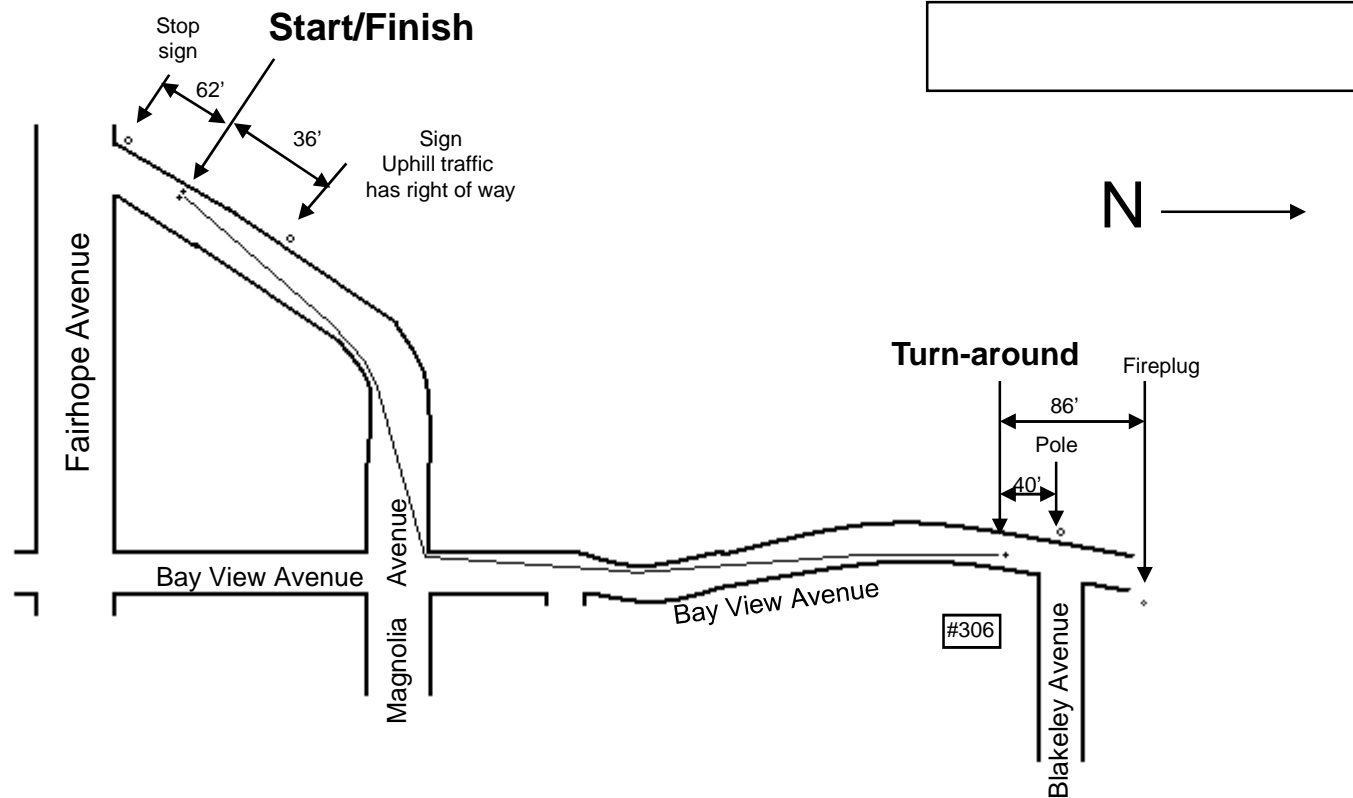 Start/Finish
Stop
sign
62’
36’
Sign
Uphill traffic
has right of way
N
Fairhope Avenue
Turn-around
Fireplug
86’
Pole
40’
Bay View Avenue
Magnolia Avenue
Bay View Avenue
#306
Blakeley Avenue